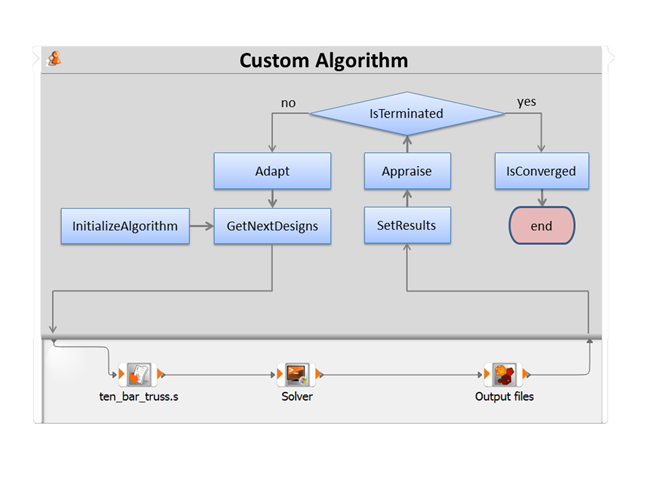 Custom Algorithm
no
IsTerminated
yes
Adapt
Appraise
IsConverged
InitializeAlgorithm
GetNextDesigns
SetResults
end
ten_bar_truss.s
Solver
Output files